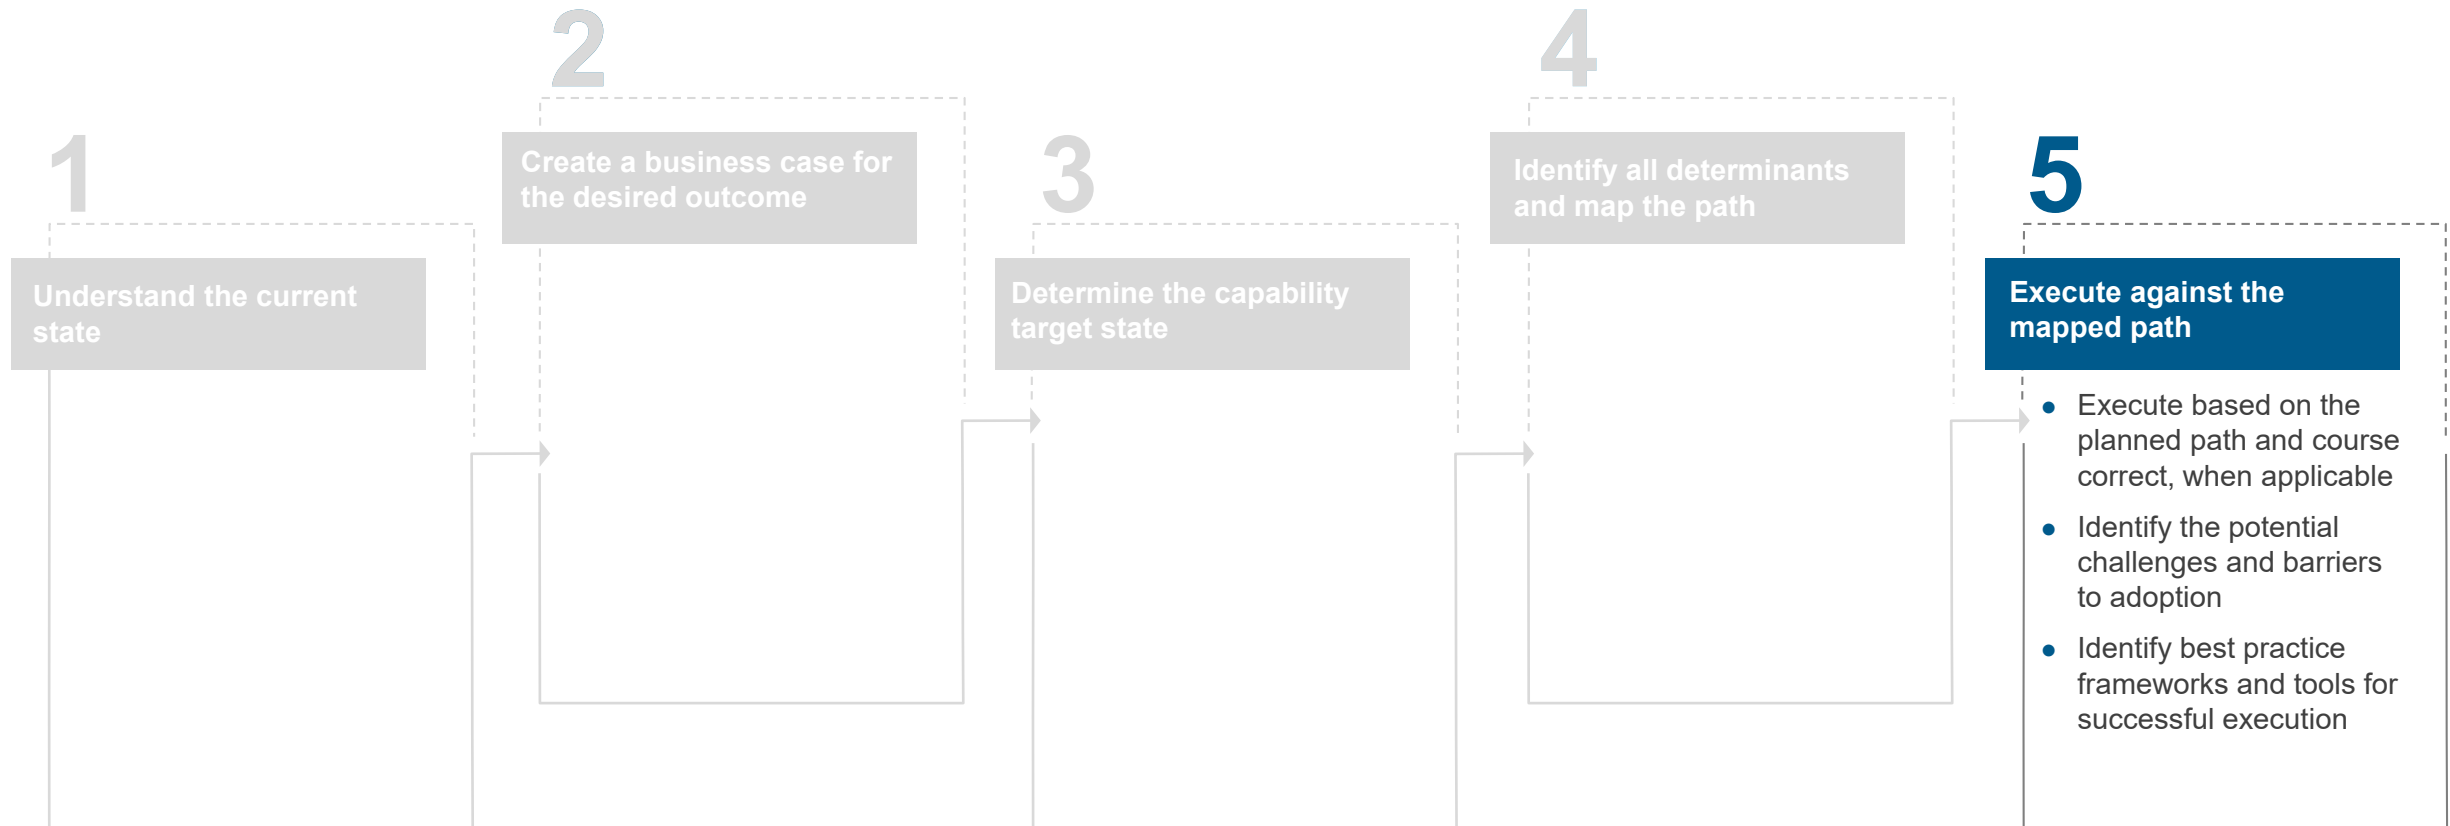 1
Understand the current
state
2
Create a business case for
the desired outcome
3
Determine the capability
target state
4
Identify all determinants
and map the path
5
Execute against the
mapped path
• Execute based on the
planned path and course
correct, when applicable
• Identify the potential
challenges and barriers
to adoption
• Identify best practice
frameworks and tools for
successful execution